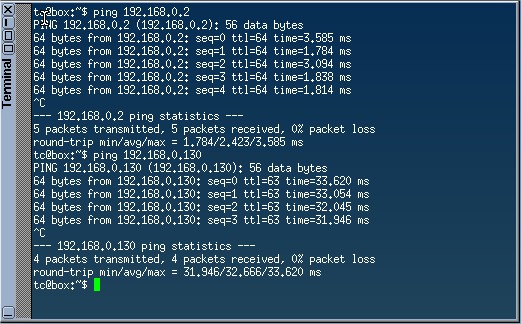 Terminal
tc@box:~$ ping 192.168.0.2
PING 192.168.0.2 (192.168.0.2): 56 data bytes
64 bytes from 192.168.0.2: seq=0 ttl=64 time=3.585 ms
64 bytes from 192.168.0.2: seq=1 ttl=64 time=1.784 ms
64 bytes from 192.168.0.2: seq=2 ttl=64 time=3.094 ms
64 bytes from 192.168.0.2: seq=3 ttl=64 time=1.838 ms
64 bytes from 192.168.0.2: seq=4 ttl=64 time=1.814 ms
^C
--- 192.168.0.2 ping statistics ---
5 packets transmitted, 5 packets received, 0% packet loss
round-trip min/avg/max = 1.784/2.423/3.585 ms
tc@box:~$ ping 192.168.0.130
PING 192.168.0.130 (192.168.0.130): 56 data bytes
64 bytes from 192.168.0.130: seq=0 ttl=63 time=33.620 ms
64 bytes from 192.168.0.130: seq=1 ttl=63 time=33.054 ms
64 bytes from 192.168.0.130: seq=2 ttl=63 time=32.045 ms
64 bytes from 192.168.0.130: seq=3 ttl=63 time=31.946 ms
^C
--- 192.168.0.130 ping statistics ---
4 packets transmitted, 4 packets received, 0% packet loss
round-trip min/avg/max = 31.946/32.666/33.620 ms
tc@box:~$